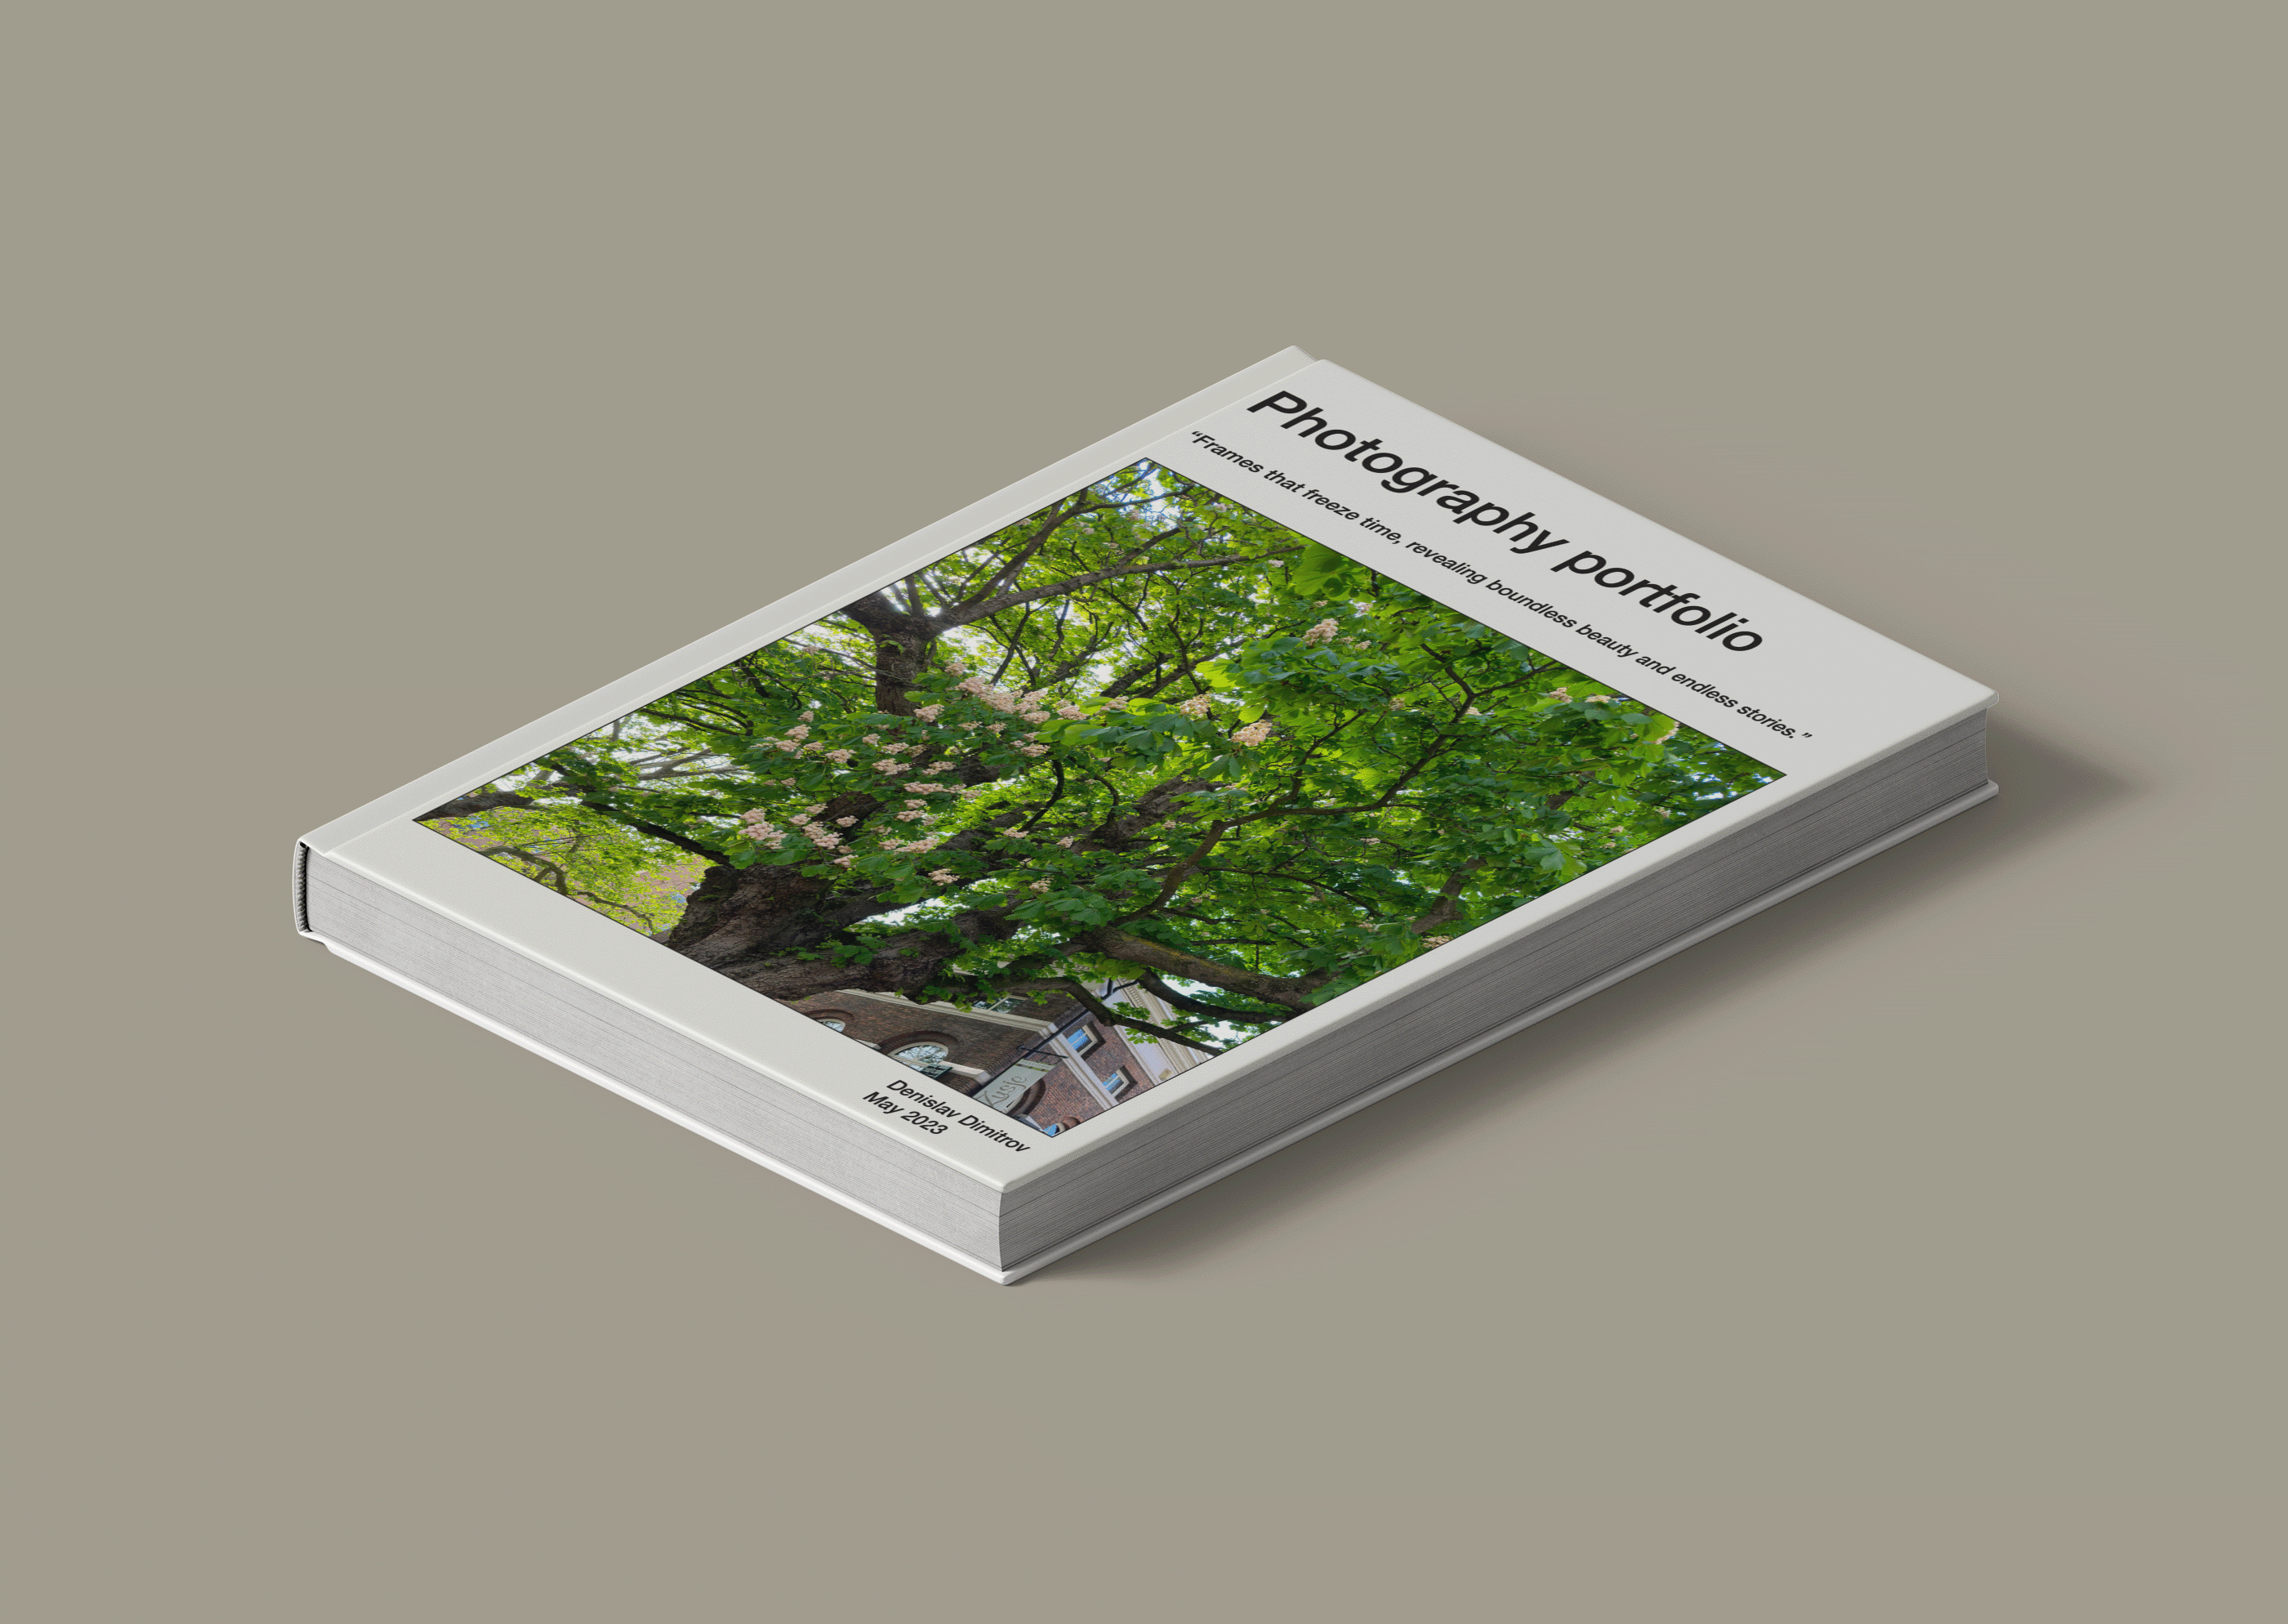 Photography portfolio
“Frames that freeze time, revealing boundless beauty and endless stories. ”
Denislav Dimitrov
May 2023